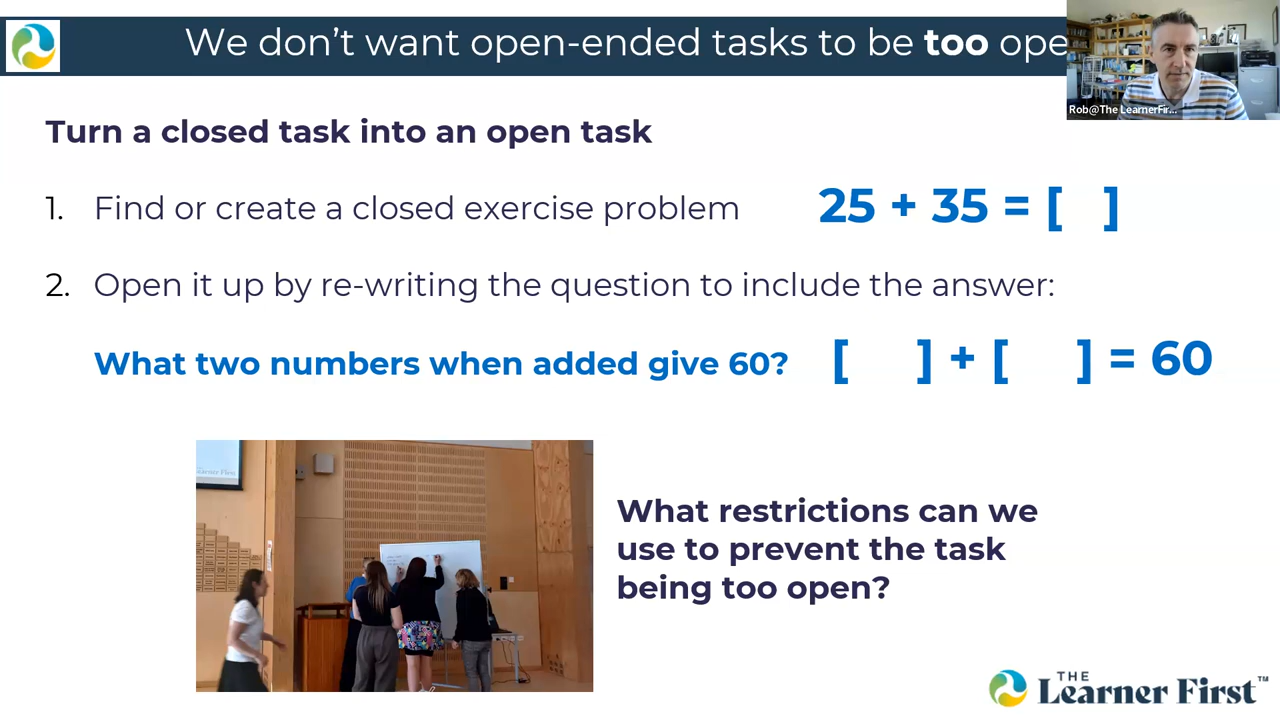 We don't want open-ended tasks to be too ope
Rob@The LearnerFir...
Turn a closed task into an open task
1. Find or create a closed exercise problem 25 + 35 = [ ]
2. Open it up by re-writing the question to include the answer:
What two numbers when added give 60? [ ] + [ ] = 60
earner First
What restrictions can we
use to prevent the task
being too open?
THE
Learner First™